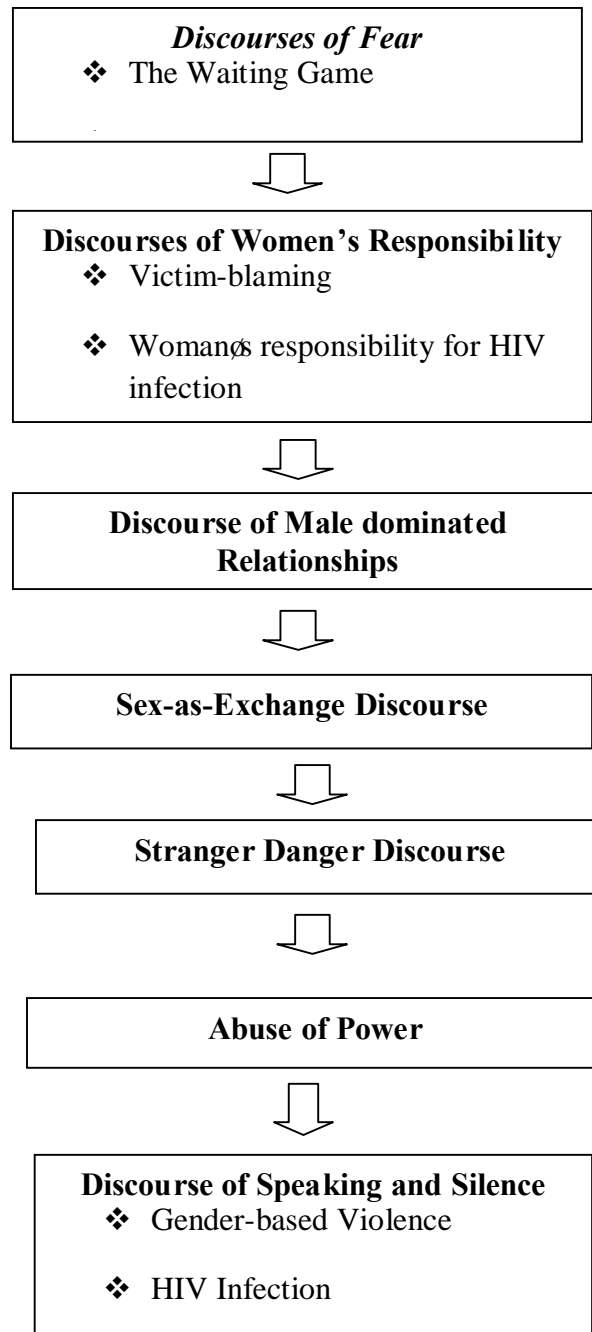 Discourses of Fear
❖ The Waiting Game
Discourses of Women’s Responsibility
❖ Victim-blaming
❖ Womanøs responsibility for HIV
infection
Discourse of Male dominated
Relationships
Sex-as-Exchange Discourse
Stranger Danger Discourse
Abuse of Power
Discourse of Speaking and Silence
❖ Gender-based Violence
❖ HIV Infection